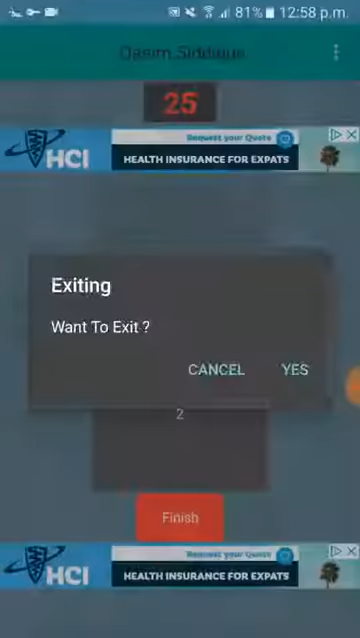 81% 12:58 p.m.
Qasim Siddique
25
HCI
Request your Quote
HEALTH INSURANCE FOR EXPATS
Exiting
Want To Exit ?
CANCEL YES
2
Finish
HCI
Request your Quote
HEALTH INSURANCE FOR EXPATS